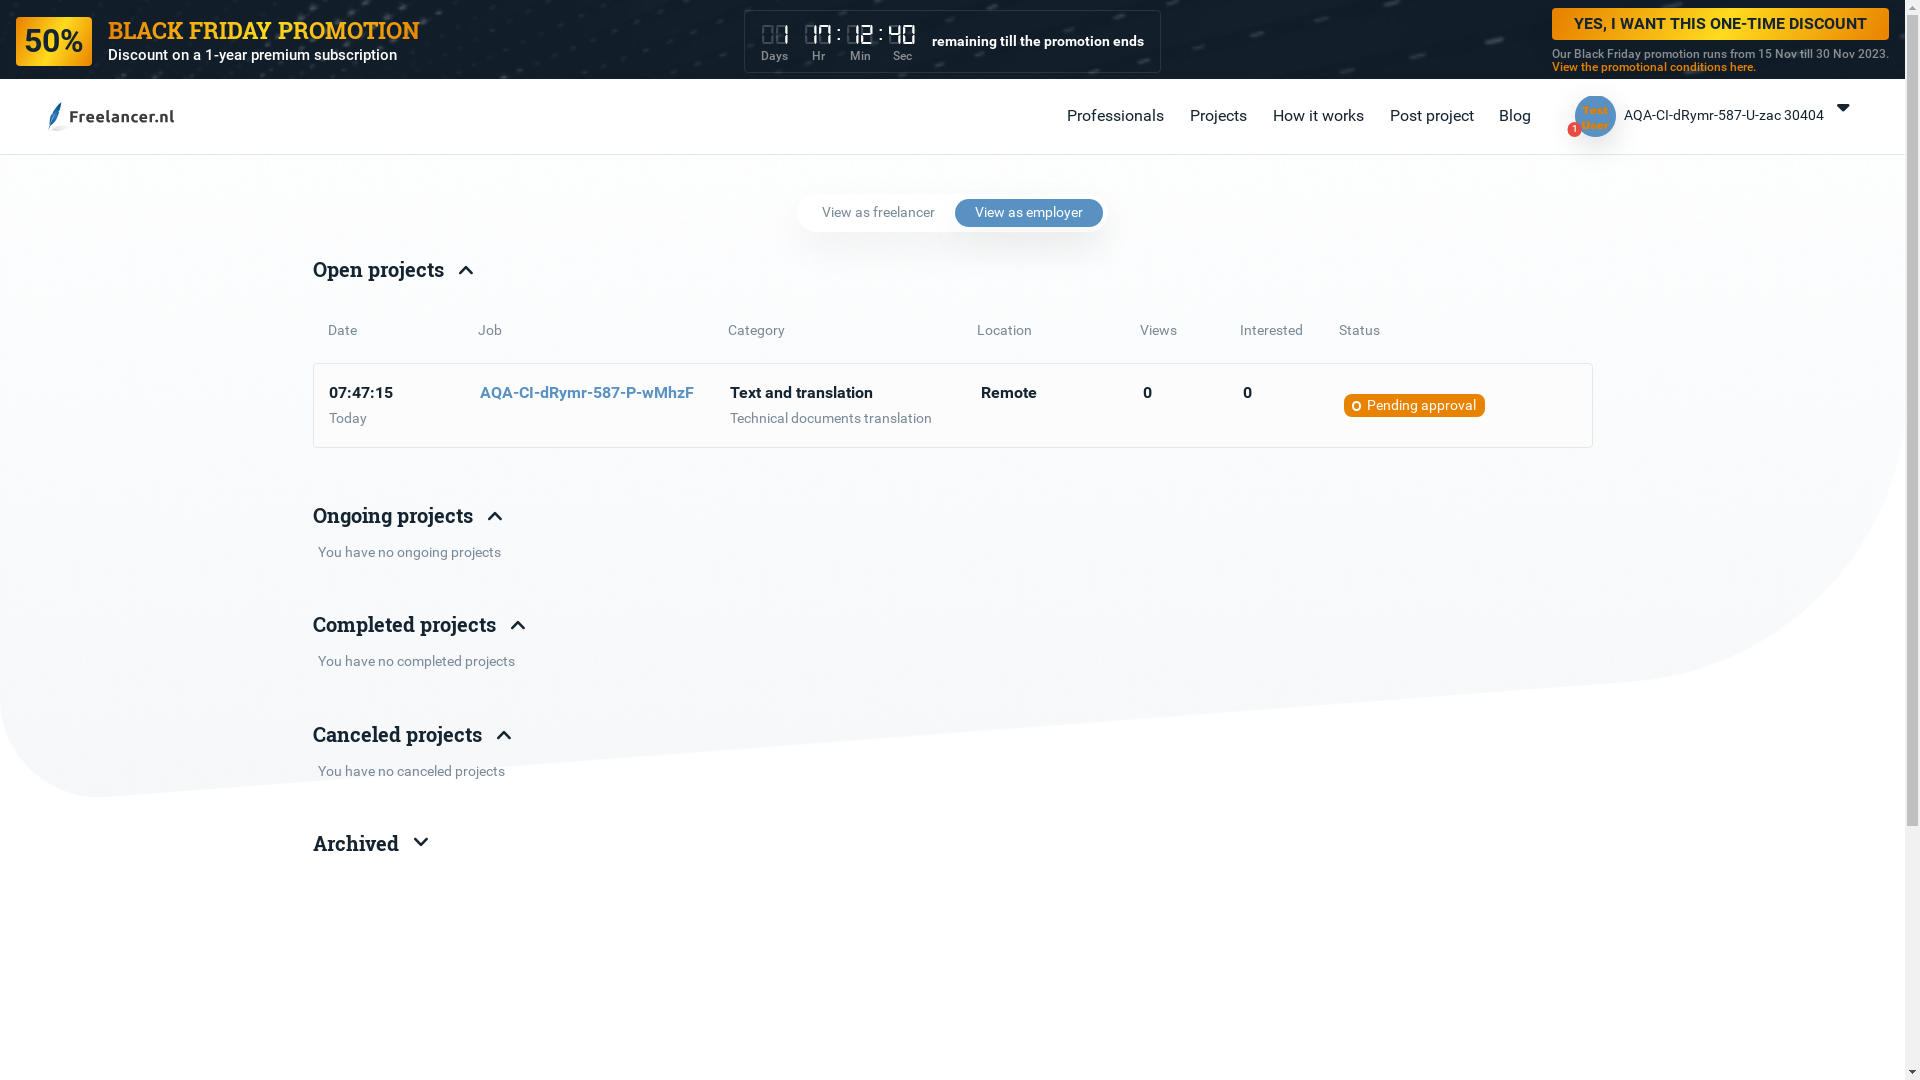 50%
BLACK FRIDAY PROMOTION
Discount on a 1-year premium subscription
1 17 : 12 : 40
Days Hr Min Sec
remaining till the promotion ends
YES, I WANT THIS ONE-TIME DISCOUNT
Our Black Friday promotion runs from 15 Nov till 30 Nov 2023.
View the promotional conditions here.
Freelancer.nl
Professionals Projects How it works Post project Blog
Test
User
1
AQA-CI-dRymr-587-U-zac 30404
View as freelancer View as employer
Open projects
Date Job Category Location Views Interested Status
07:47:15 AQA-CI-dRymr-587-P-wMhzF Text and translation Remote 0 0 Pending approval
Today Technical documents translation
Ongoing projects
You have no ongoing projects
Completed projects
You have no completed projects
Canceled projects
You have no canceled projects
Archived